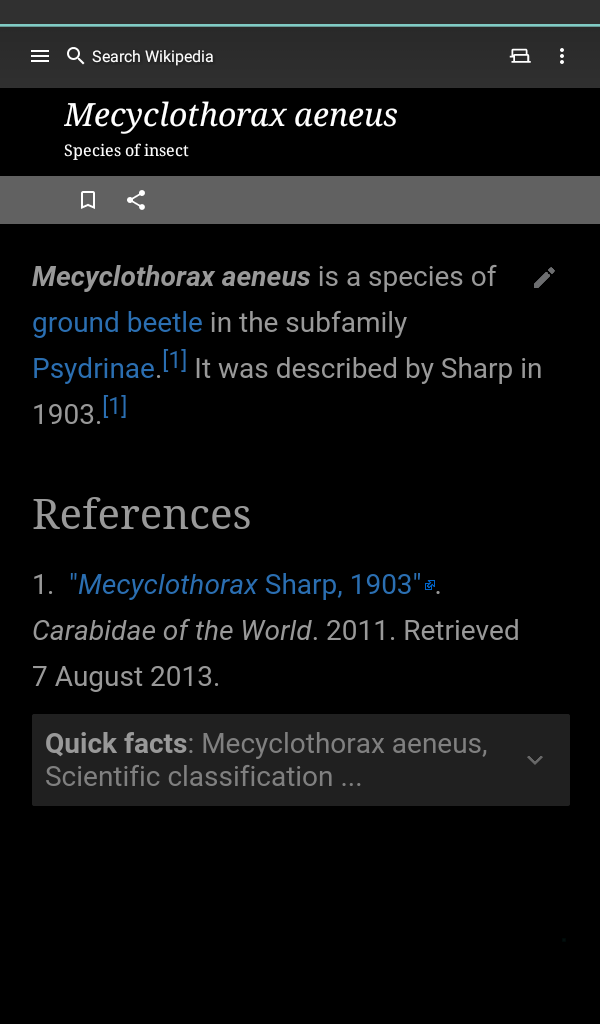 Search Wikipedia
Mecyclothorax aeneus
Species of insect
Mecyclothorax aeneus is a species of
ground beetle in the subfamily
Psydrinae.[1] It was described by Sharp in
1903.[1]
References
1. "Mecyclothorax Sharp, 1903".
Carabidae of the World. 2011. Retrieved
7 August 2013.
Quick facts: Mecyclothorax aeneus,
Scientific classification ...